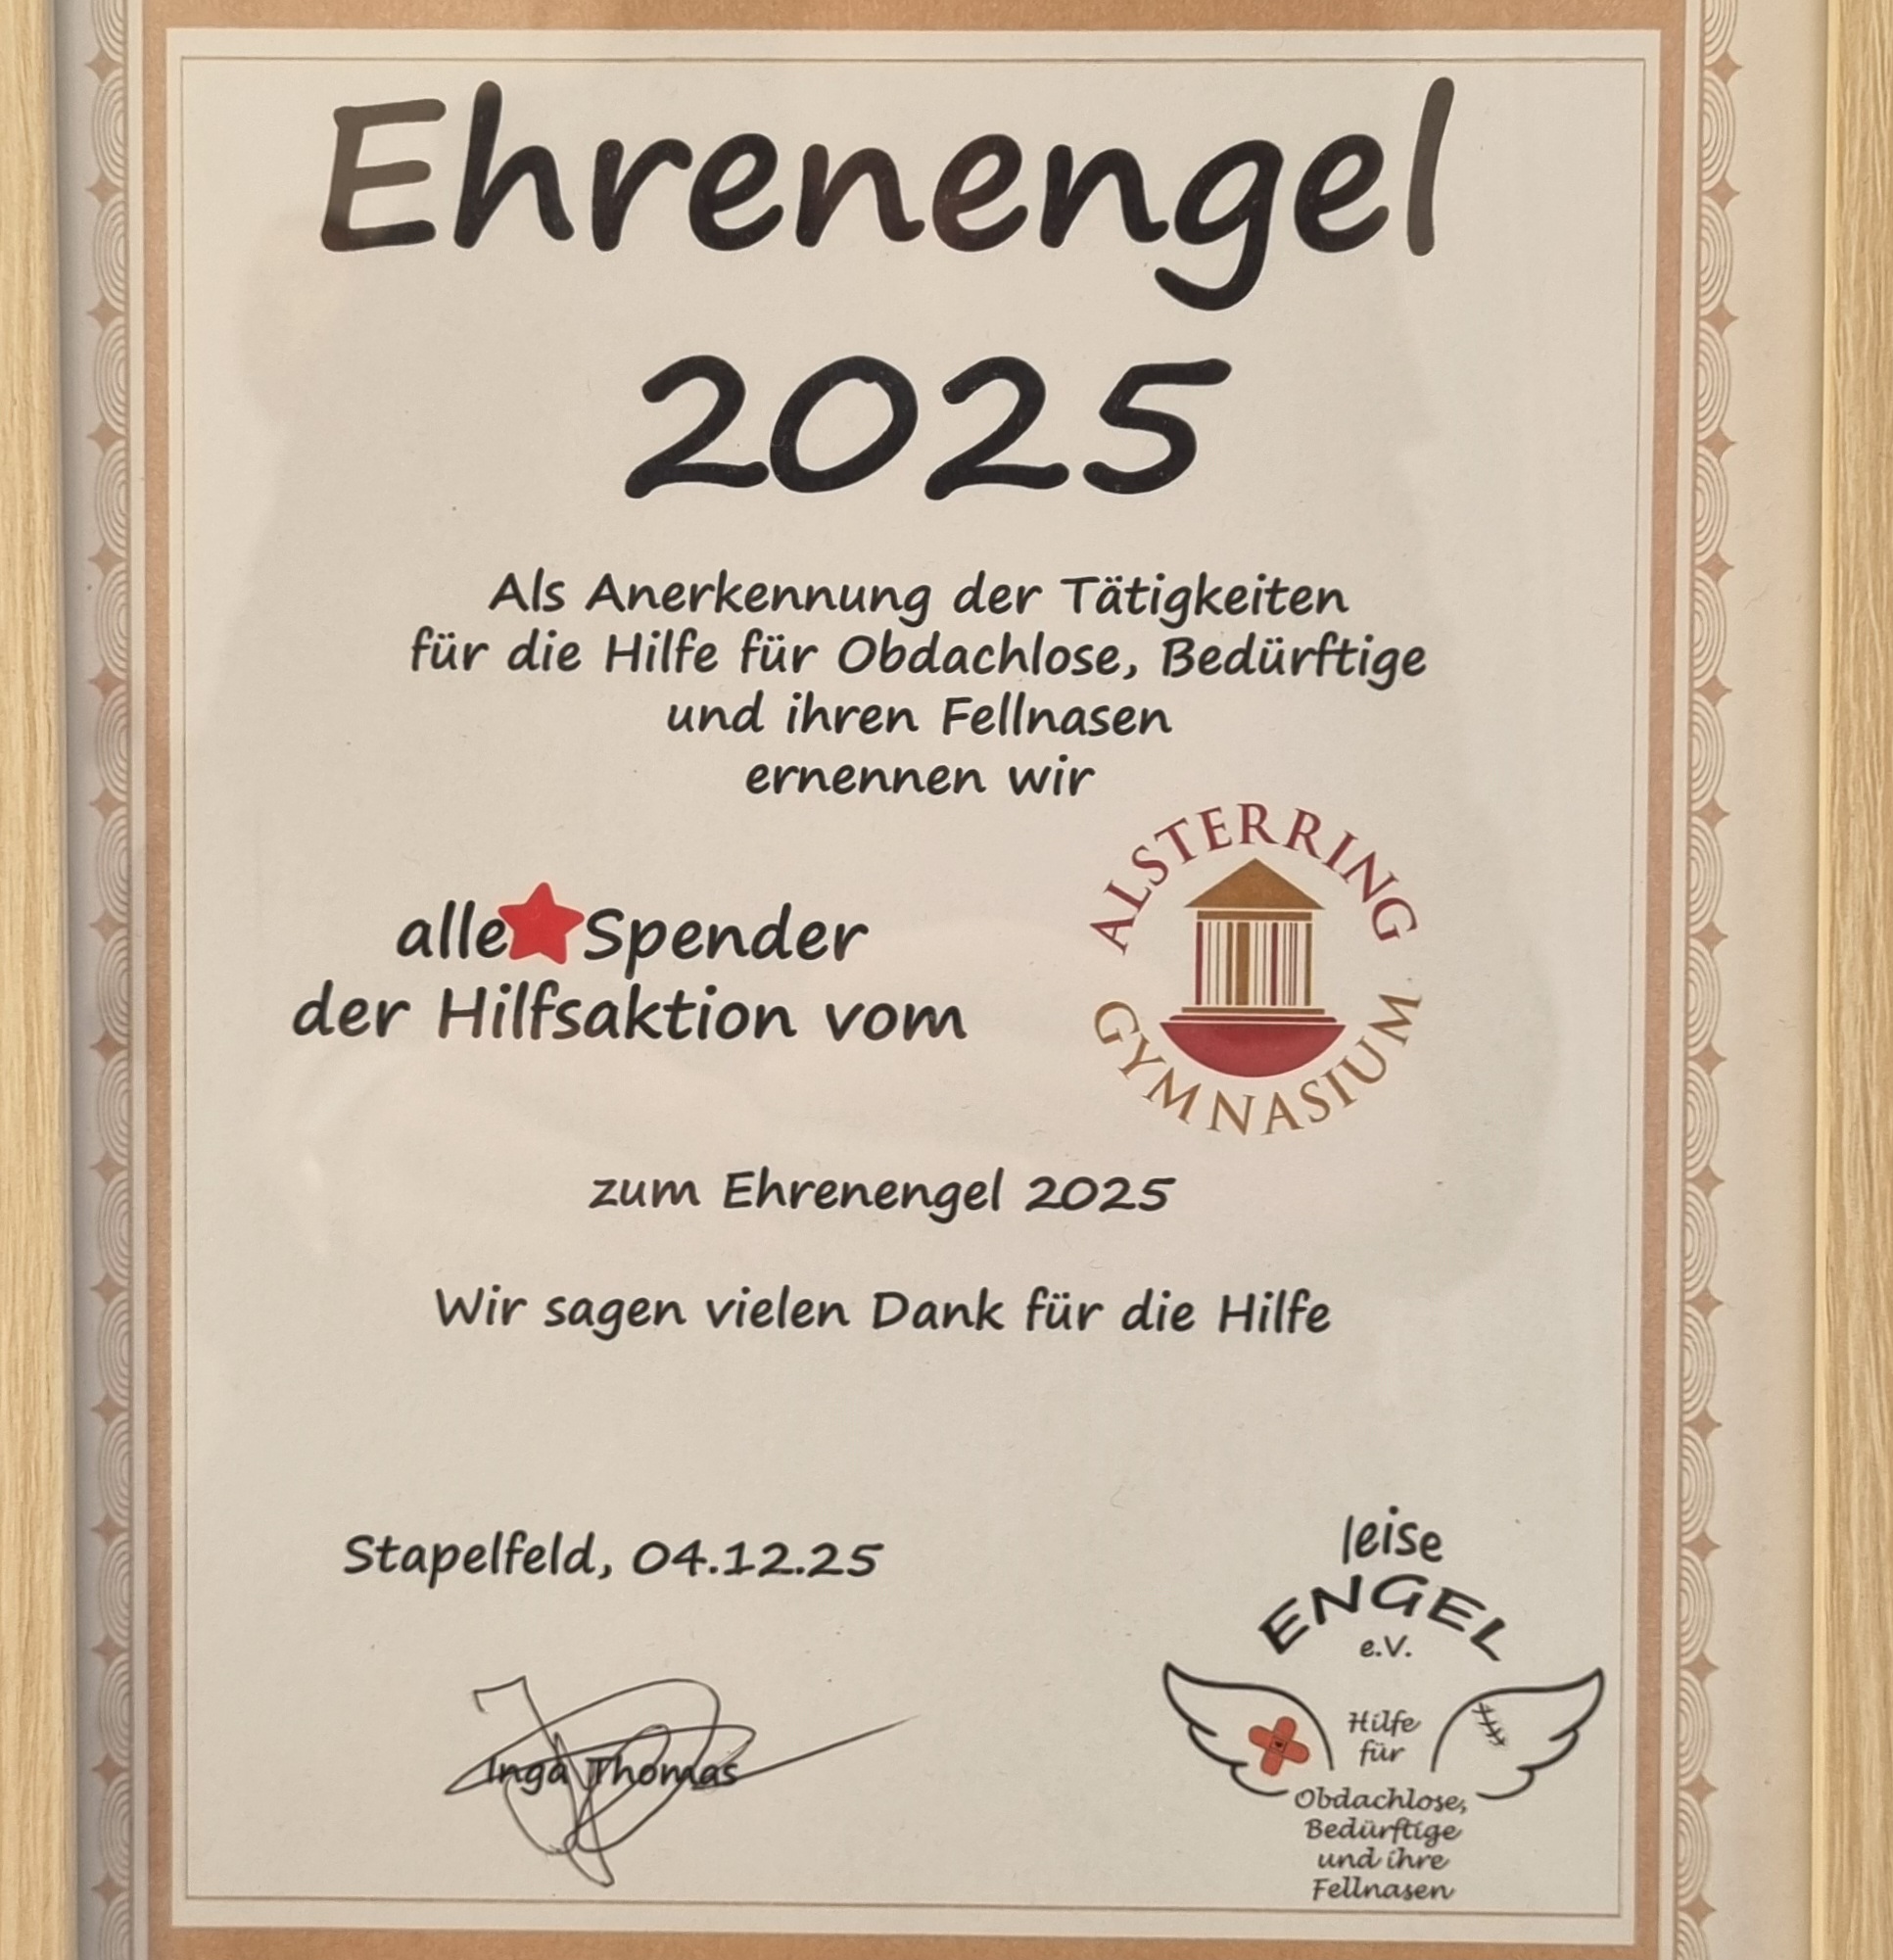 Ehrenengel
2025
Als Anerkennung der Tätigkeiten
für die Hilfe für Obdachlose, Bedürftige
und ihren Fellnasen
ernennen wir
alle Spender
der Hilfsaktion vom
ALSTERRING
GYMNASIUM
zum Ehrenengel 2025
Wir sagen vielen Dank für die Hilfe
Stapelfeld, 04.12.25
Inga Thomas
leise
ENGEL
e.V.
Hilfe
für
Obdachlose,
Bedürftige
und ihre
Fellnasen